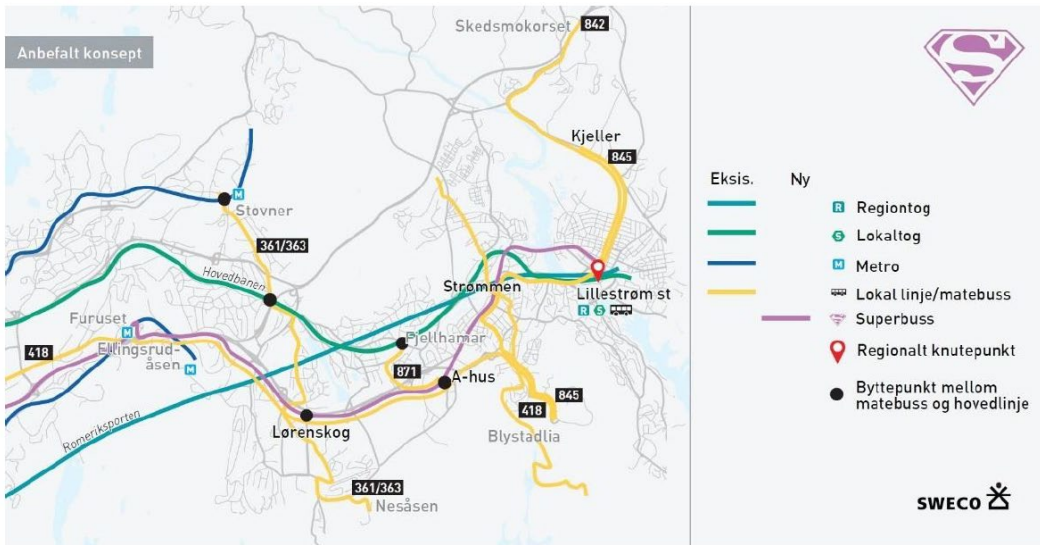 Anbefalt konsept
Skedsmokorset
842
Kjeller
845
M
Stovner
361/363
Hovedbanen
Strømmen
Lillestrøm st
R S
Furuset
M
Fjellhamar
418
Ellingsrud-
åsen
M
871
A-hus
Romeriksporten
Lørenskog
845
418
Blystadlia
361/363
Nesåsen
S
Eksis. Ny
R Regiontog
S Lokaltog
M Metro
Lokal linje/matebuss
S Superbuss
Regionalt knutepunkt
Byttepunkt mellom
matebuss og hovedlinje
SWECO